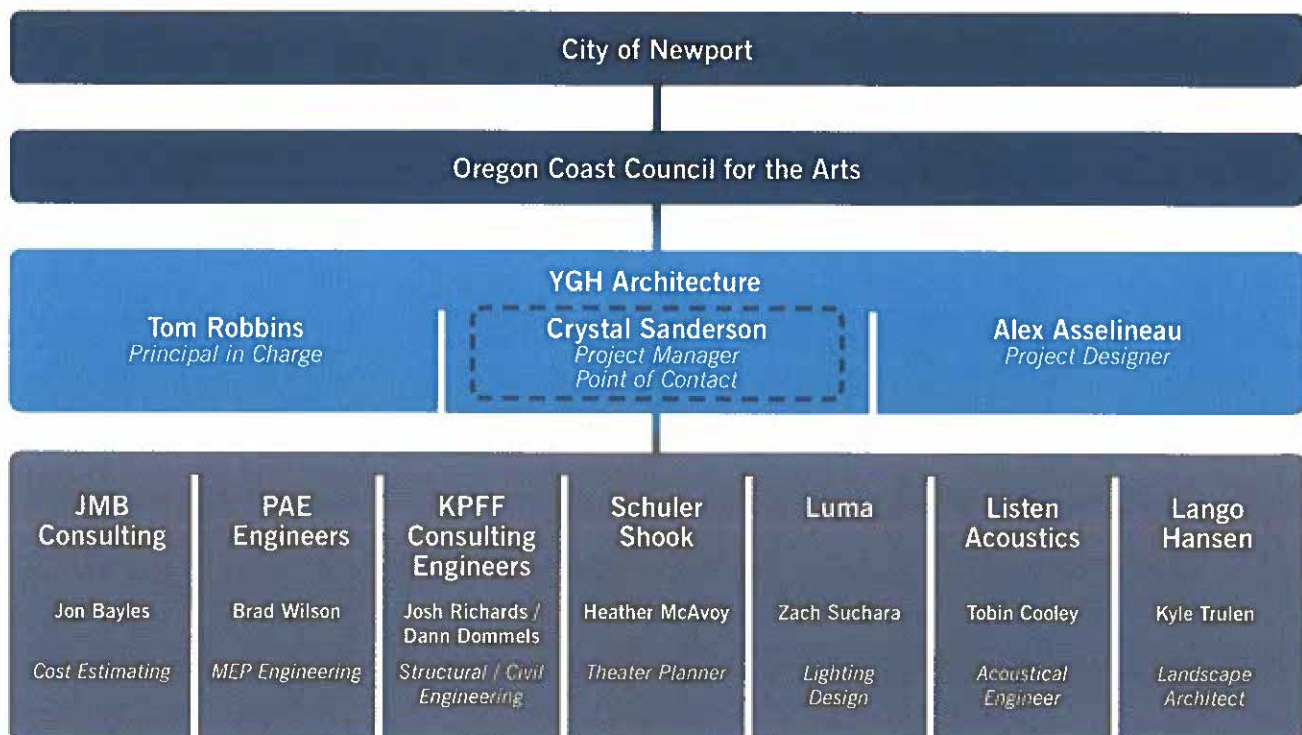 City of Newport
Oregon Coast Council for the Arts
YGH Architecture
Tom Robbins
Principal in Charge
Crystal Sanderson
Project Manager
Point of Contact
Alex Asselineau
Project Designer
JMB
Consulting
Jon Bayles
Cost Estimating
PAE
Engineers
Brad Wilson
MEP Engineering
KPFF
Consulting
Engineers
Josh Richards /
Dann Dommels
Structural / Civil
Engineering
Schuler
Shook
Heather McAvoy
Theater Planner
Luma
Zach Suchara
Lighting
Design
Listen
Acoustics
Tobin Cooley
Acoustical
Engineer
Lango
Hansen
Kyle Trulen
Landscape
Architect